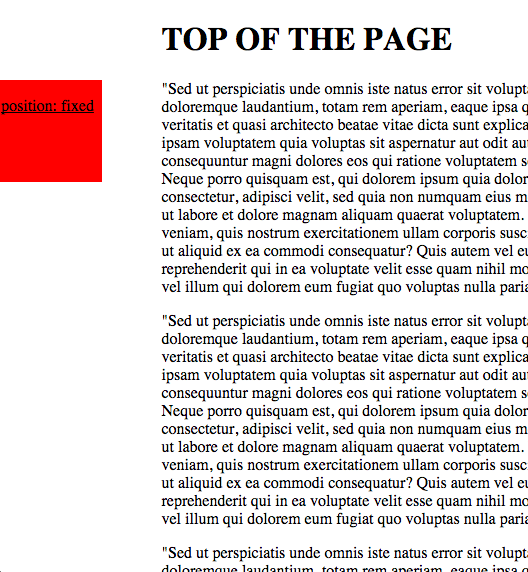 TOP OF THE PAGE
position: fixed
"Sed ut perspiciatis unde omnis iste natus error sit volupt
doloremque laudantium, totam rem aperiam, eaque ipsa q
veritatis et quasi architecto beatae vitae dicta sunt explica
ipsam voluptatem quia voluptas sit aspernatur aut odit au
consequuntur magni dolores eos qui ratione voluptatem s
Neque porro quisquam est, qui dolorem ipsum quia dolor
consectetur, adipisci velit, sed quia non numquam eius m
ut labore et dolore magnam aliquam quaerat voluptatem.
veniam, quis nostrum exercitationem ullam corporis susc
ut aliquid ex ea commodi consequatur? Quis autem vel eu
reprehenderit qui in ea voluptate velit esse quam nihil mo
vel illum qui dolorem eum fugiat quo voluptas nulla paria
"Sed ut perspiciatis unde omnis iste natus error sit volupt
doloremque laudantium, totam rem aperiam, eaque ipsa q
veritatis et quasi architecto beatae vitae dicta sunt explica
ipsam voluptatem quia voluptas sit aspernatur aut odit au
consequuntur magni dolores eos qui ratione voluptatem s
Neque porro quisquam est, qui dolorem ipsum quia dolor
consectetur, adipisci velit, sed quia non numquam eius m
ut labore et dolore magnam aliquam quaerat voluptatem.
veniam, quis nostrum exercitationem ullam corporis susc
ut aliquid ex ea commodi consequatur? Quis autem vel eu
reprehenderit qui in ea voluptate velit esse quam nihil mo
vel illum qui dolorem eum fugiat quo voluptas nulla paria
"Sed ut perspiciatis unde omnis iste natus error sit volupt
doloremque laudantium, totam rem aperiam, eaque ipsa q